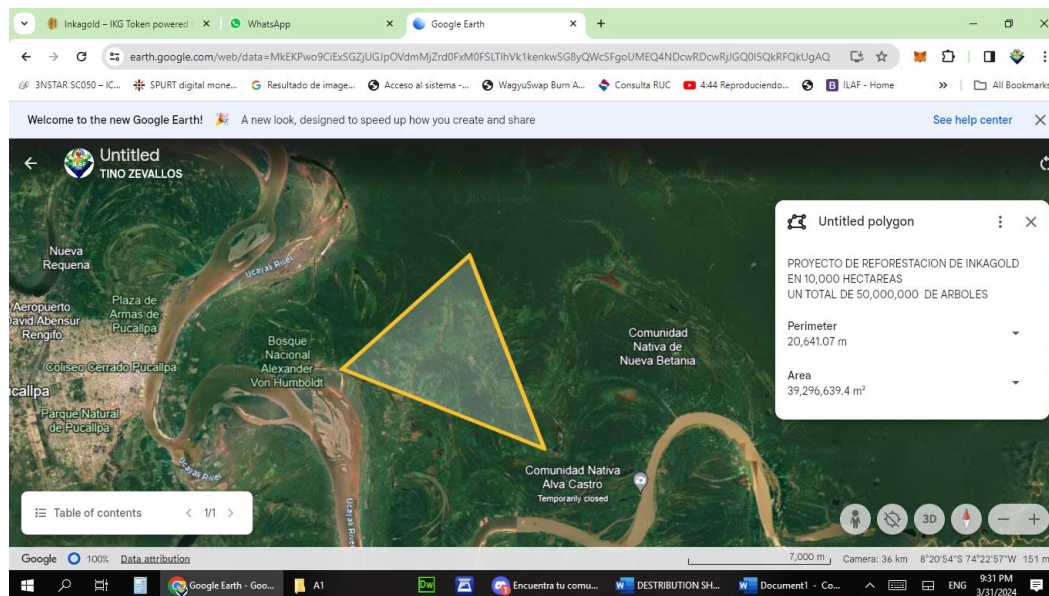 Inkagold – IKG Token powered
WhatsApp
Google Earth
earth.google.com/web/data=MkEKPwo9CiExSGZjUGJpOVdmMjZrd0FxM0FSLTlhVk1kenkwSG8yQWcSFgoUMEQ4NDcwRDcwRjJGQ0I5QkRFQkUgAQ
3NSTAR SC050 – IC...
SPURT digital mone...
Resultado de image...
Acceso al sistema -...
WagyuSwap Burn A...
Consulta RUC
4:44 Reproduciendo...
ILAF - Home
All Bookmarks
Welcome to the new Google Earth!
A new look, designed to speed up how you create and share
See help center
Untitled
TINO ZEVALLOS
Untitled polygon
PROYECTO DE REFORESTACION DE INKAGOLD
EN 10,000 HECTAREAS
UN TOTAL DE 50,000,000 DE ARBOLES
Perimeter
20,641.07 m
Area
39,296,639.4 m²
Nueva
Requena
Ucayali River
Aeropuerto
David Abensur
Rengifo
Plaza de
Armas de
Pucallpa
Coliseo Cerrado Pucallpa
Bosque
Nacional
Alexander
Von Humboldt
Comunidad
Nativa de
Nueva Betania
Parque Natural
de Pucallpa
Ucayali River
Comunidad Nativa
Alva Castro
Temporarily closed
Ucayali River
Table of contents
1/1
3D
Google
100%
Data attribution
7,000 m
Camera: 36 km
8°20'54"S 74°22'57"W
151 m
Google Earth - Goo...
A1
Dw
Encuentra tu comu...
DESTRIBUTION SH...
Document1 - Co...
ENG
9:31 PM
3/31/2024